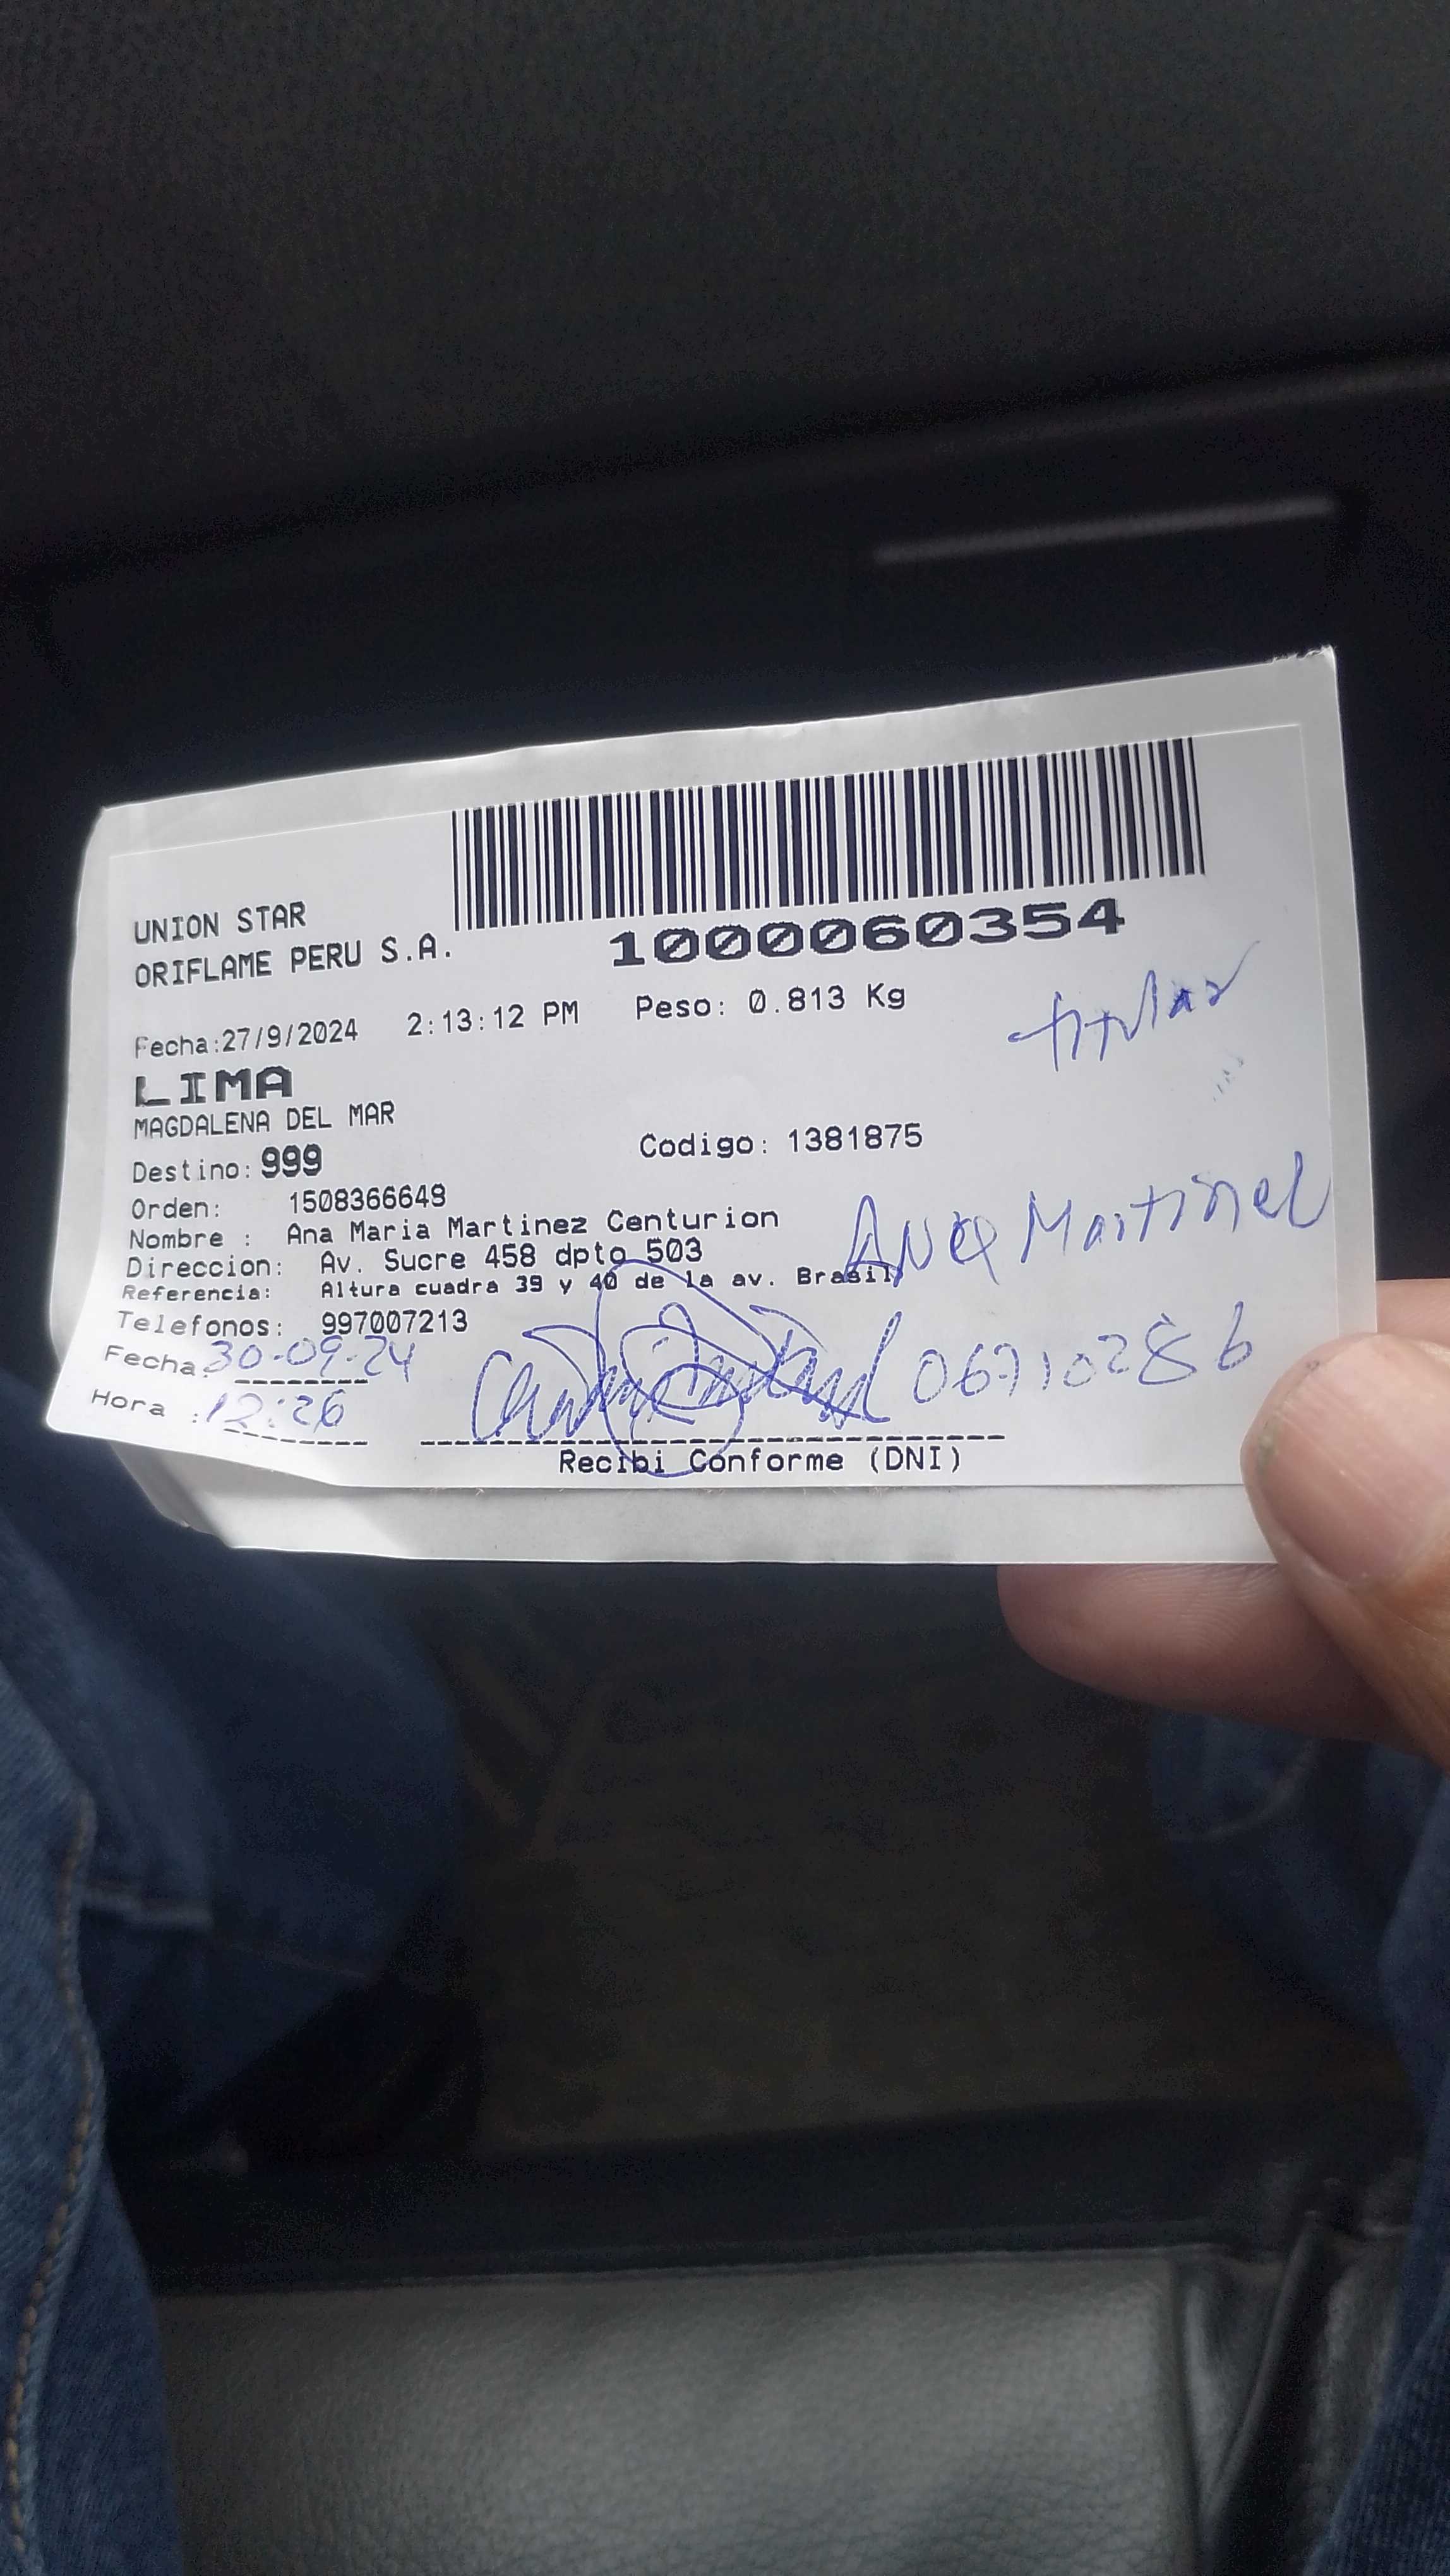 UNION STAR
ORIFLAME PERU S.A.
1000060354
Fecha:27/9/2024 2:13:12 PM Peso: 0.813 Kg
titular
LIMA
MAGDALENA DEL MAR
Destino: 999 Codigo: 1381875
Orden: 1508366649
Nombre : Ana Maria Martinez Centurion
Direccion: Av. Sucre 458 dpto 503
Ana Martinez
Referencia: Altura cuadra 39 y 40 de la av. Brasil
Telefonos: 997007213
Fecha: 30-09-24
06710286
Hora : 12:26
Recibi Conforme (DNI)